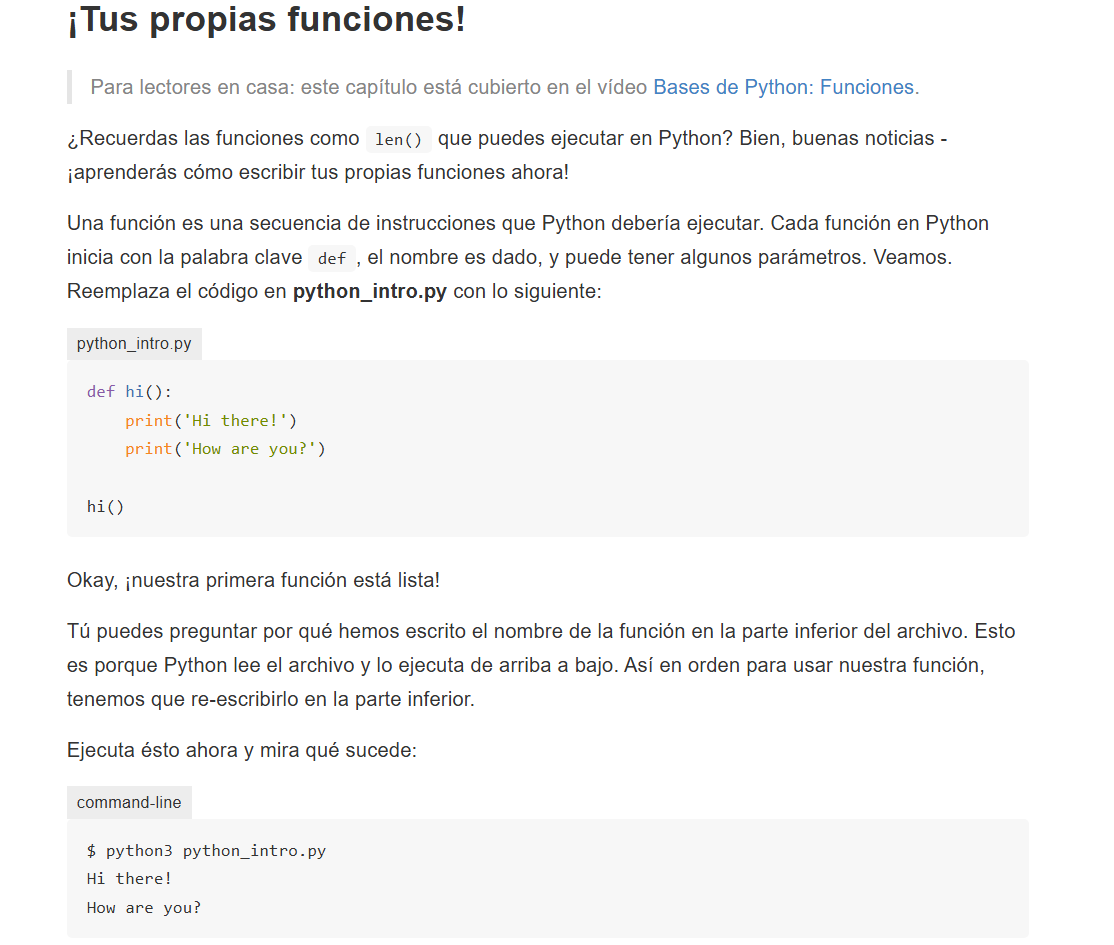 ¡Tus propias funciones!
Para lectores en casa: este capítulo está cubierto en el vídeo Bases de Python: Funciones.
¿Recuerdas las funciones como len() que puedes ejecutar en Python? Bien, buenas noticias -
¡aprenderás cómo escribir tus propias funciones ahora!
Una función es una secuencia de instrucciones que Python debería ejecutar. Cada función en Python
inicia con la palabra clave def , el nombre es dado, y puede tener algunos parámetros. Veamos.
Reemplaza el código en python_intro.py con lo siguiente:
python_intro.py
def hi():
    print('Hi there!')
    print('How are you?')
hi()
Okay, ¡nuestra primera función está lista!
Tú puedes preguntar por qué hemos escrito el nombre de la función en la parte inferior del archivo. Esto
es porque Python lee el archivo y lo ejecuta de arriba a bajo. Así en orden para usar nuestra función,
tenemos que re-escribirlo en la parte inferior.
Ejecuta ésto ahora y mira qué sucede:
command-line
$ python3 python_intro.py
Hi there!
How are you?